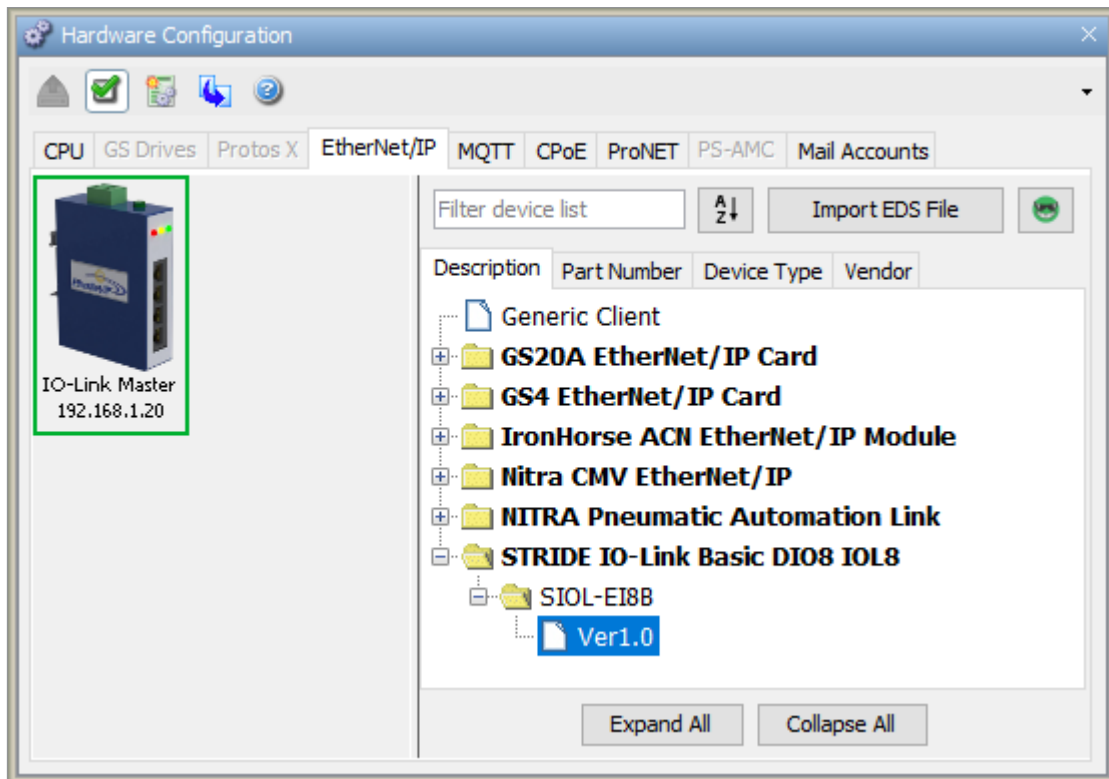 Hardware Configuration
CPU GS Drives Protos X EtherNet/IP MQTT CPoE ProNET PS-AMC Mail Accounts
IO-Link Master
192.168.1.20
Filter device list
A
Z
Import EDS File
Description Part Number Device Type Vendor
Generic Client
GS20A EtherNet/IP Card
GS4 EtherNet/IP Card
IronHorse ACN EtherNet/IP Module
Nitra CMV EtherNet/IP
NITRA Pneumatic Automation Link
STRIDE IO-Link Basic DIO8 IOL8
SIOL-EI8B
Ver1.0
Expand All Collapse All